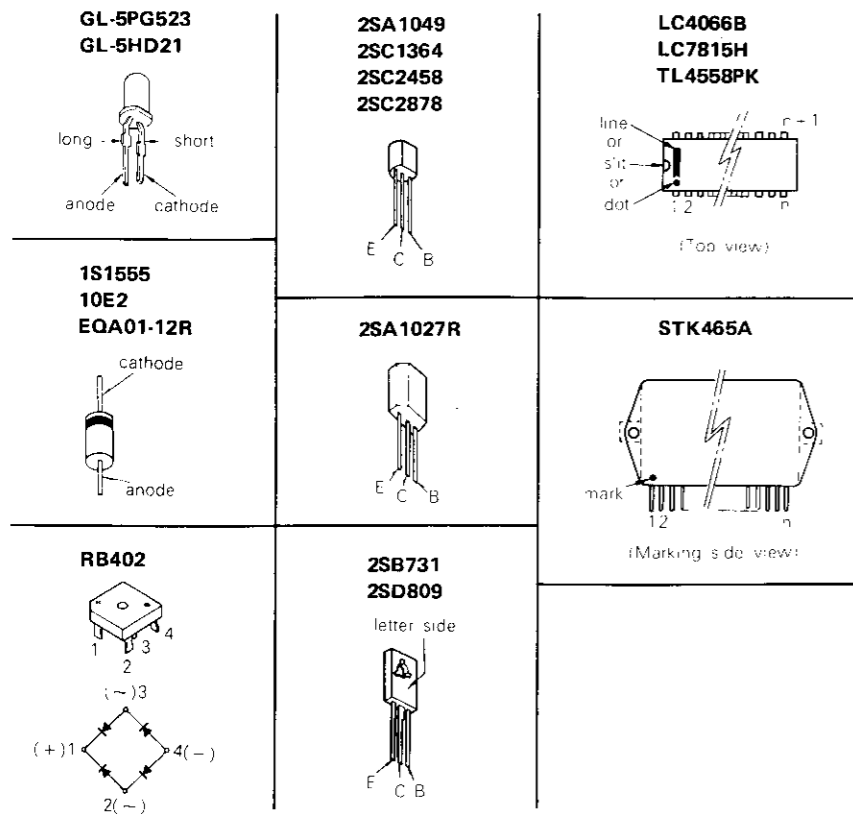 GL-5PG523
GL-5HD21
long short
anode cathode
1S1555
10E2
EQA01-12R
cathode
anode
RB402
1 2 3 4
(~)3
(+)1 4(-)
2(~)
2SA1049
2SC1364
2SC2458
2SC2878
E C B
2SA1027R
E C B
2SB731
2SD809
letter side
E C B
LC4066B
LC7815H
TL4558PK
line
or
slit
or
dot
n+1
1 2 n
(Top view)
STK465A
mark
1 2 n
(Marking side view)